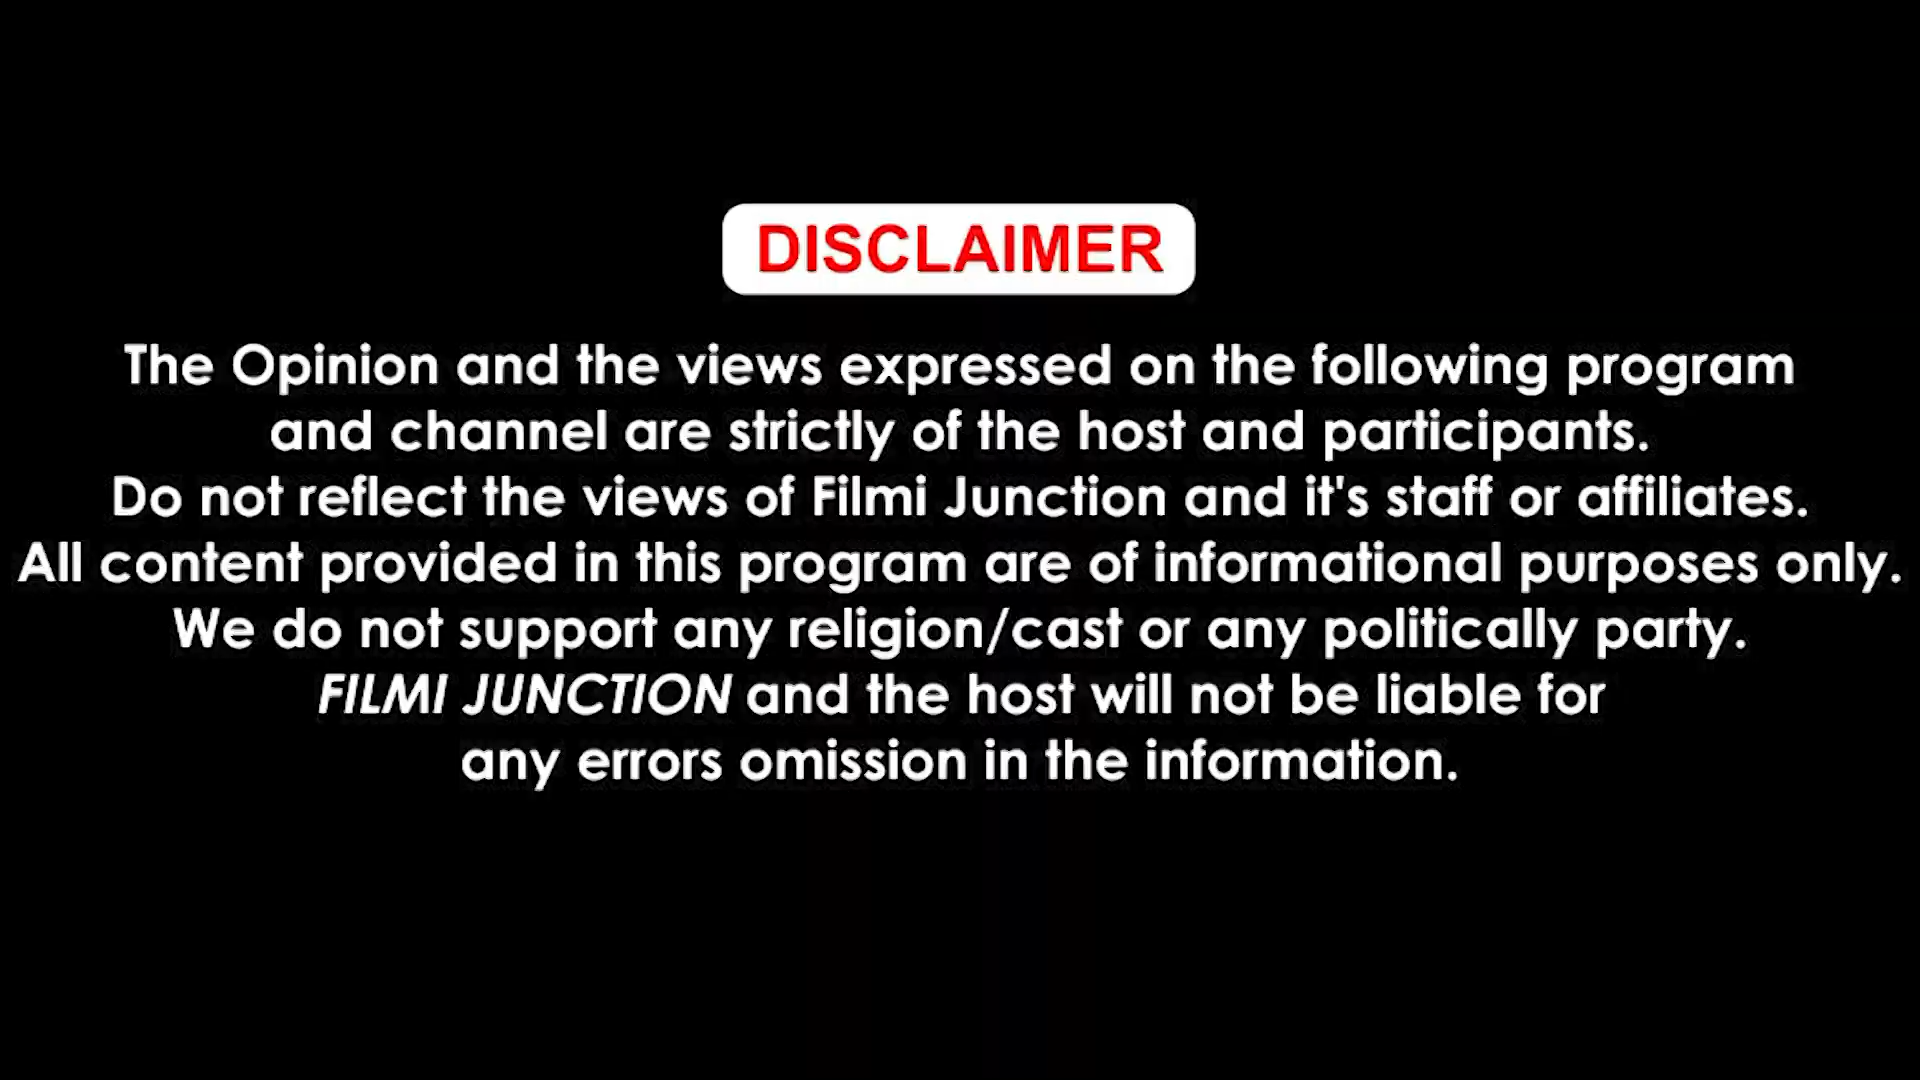 DISCLAIMER
The Opinion and the views expressed on the following program
and channel are strictly of the host and participants.
Do not reflect the views of Filmi Junction and it's staff or affiliates.
All content provided in this program are of informational purposes only.
We do not support any religion/cast or any politically party.
FILMI JUNCTION and the host will not be liable for
any errors omission in the information.